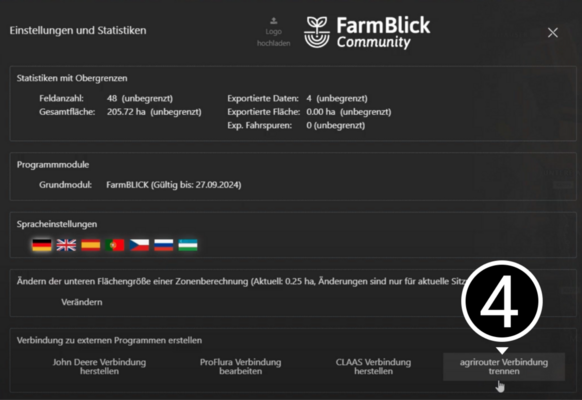 Einstellungen und Statistiken
Logo
hochladen
FarmBlick
Community
Statistiken mit Obergrenzen
Feldanzahl: 48 (unbegrenzt)
Exportierte Daten: 4 (unbegrenzt)
Gesamtfläche: 205.72 ha (unbegrenzt)
Exportierte Fläche: 0.00 ha (unbegrenzt)
Exp. Fahrspuren: 0 (unbegrenzt)
Programmmodule
Grundmodul: FarmBLICK (Gültig bis: 27.09.2024)
Spracheinstellungen
Ändern der unteren Flächengröße einer Zonenberechnung (Aktuell: 0.25 ha, Änderungen sind nur für aktuelle
Verändern
4
Verbindung zu externen Programmen erstellen
John Deere Verbindung
herstellen
ProFlura Verbindung
bearbeiten
CLAAS Verbindung
herstellen
agrirouter Verbindung
trennen